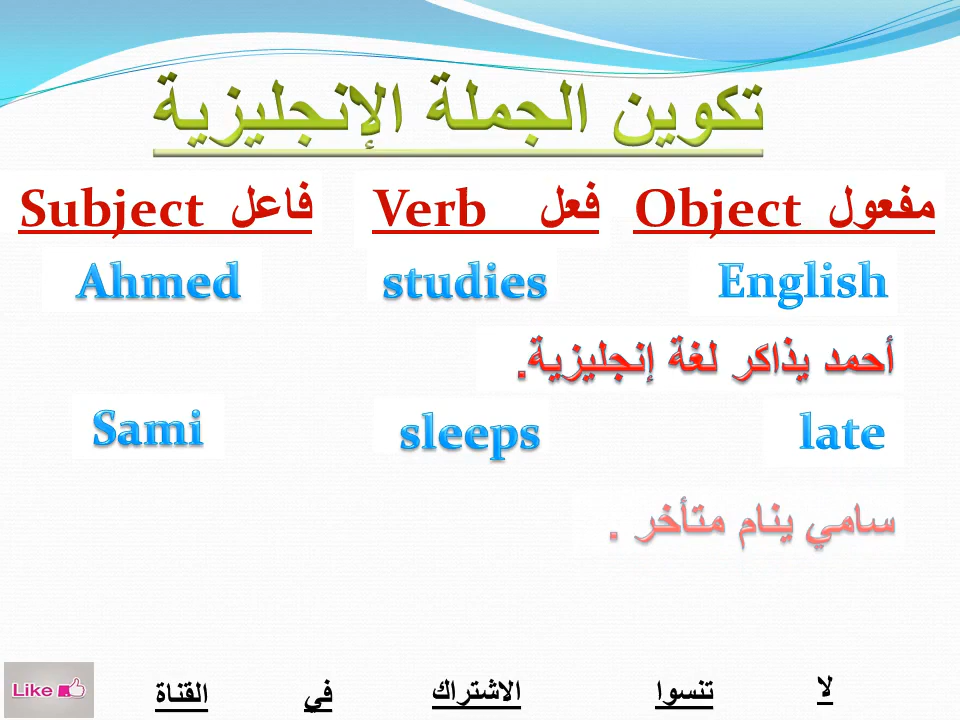 تكوين الجملة الإنجليزية
Subject فاعل Verb فعل Object مفعول
Ahmed studies English
أحمد يذاكر لغة إنجليزية.
Sami sleeps late
سامي ينام متأخر .
لا تنسوا الاشتراك في القناة
Like